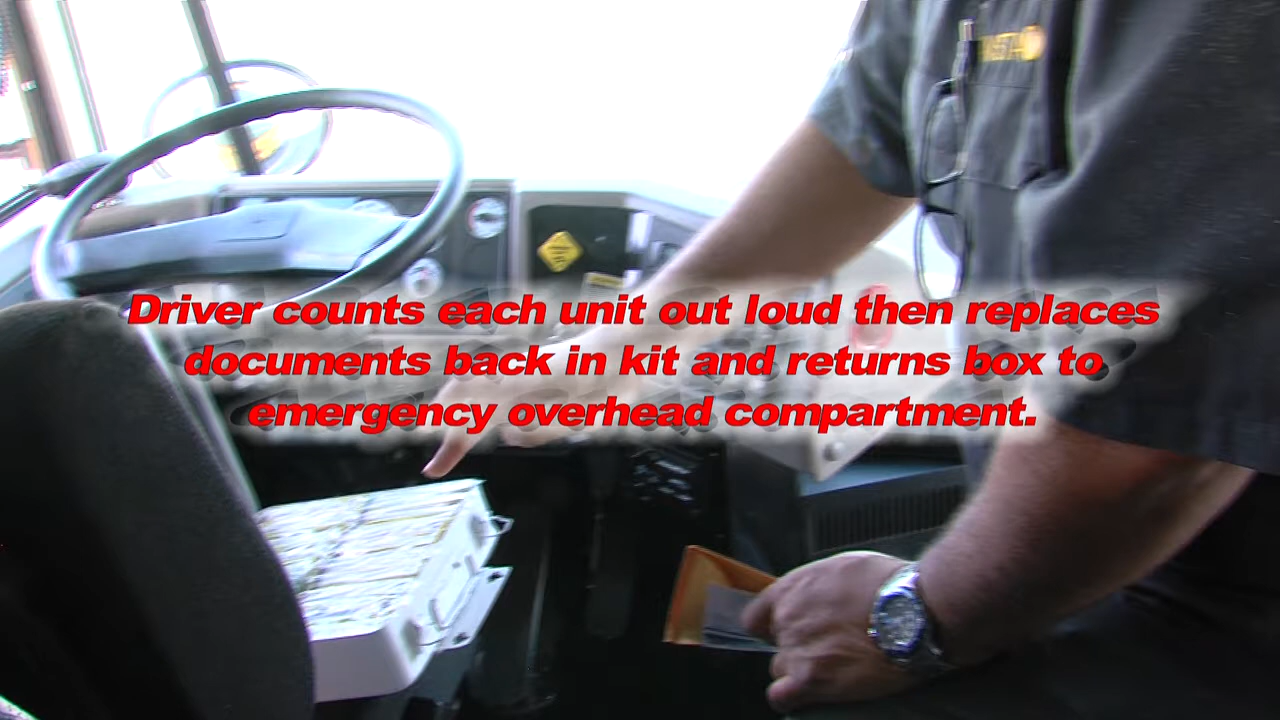 Driver counts each unit out loud then replaces
documents back in kit and returns box to
emergency overhead compartment.